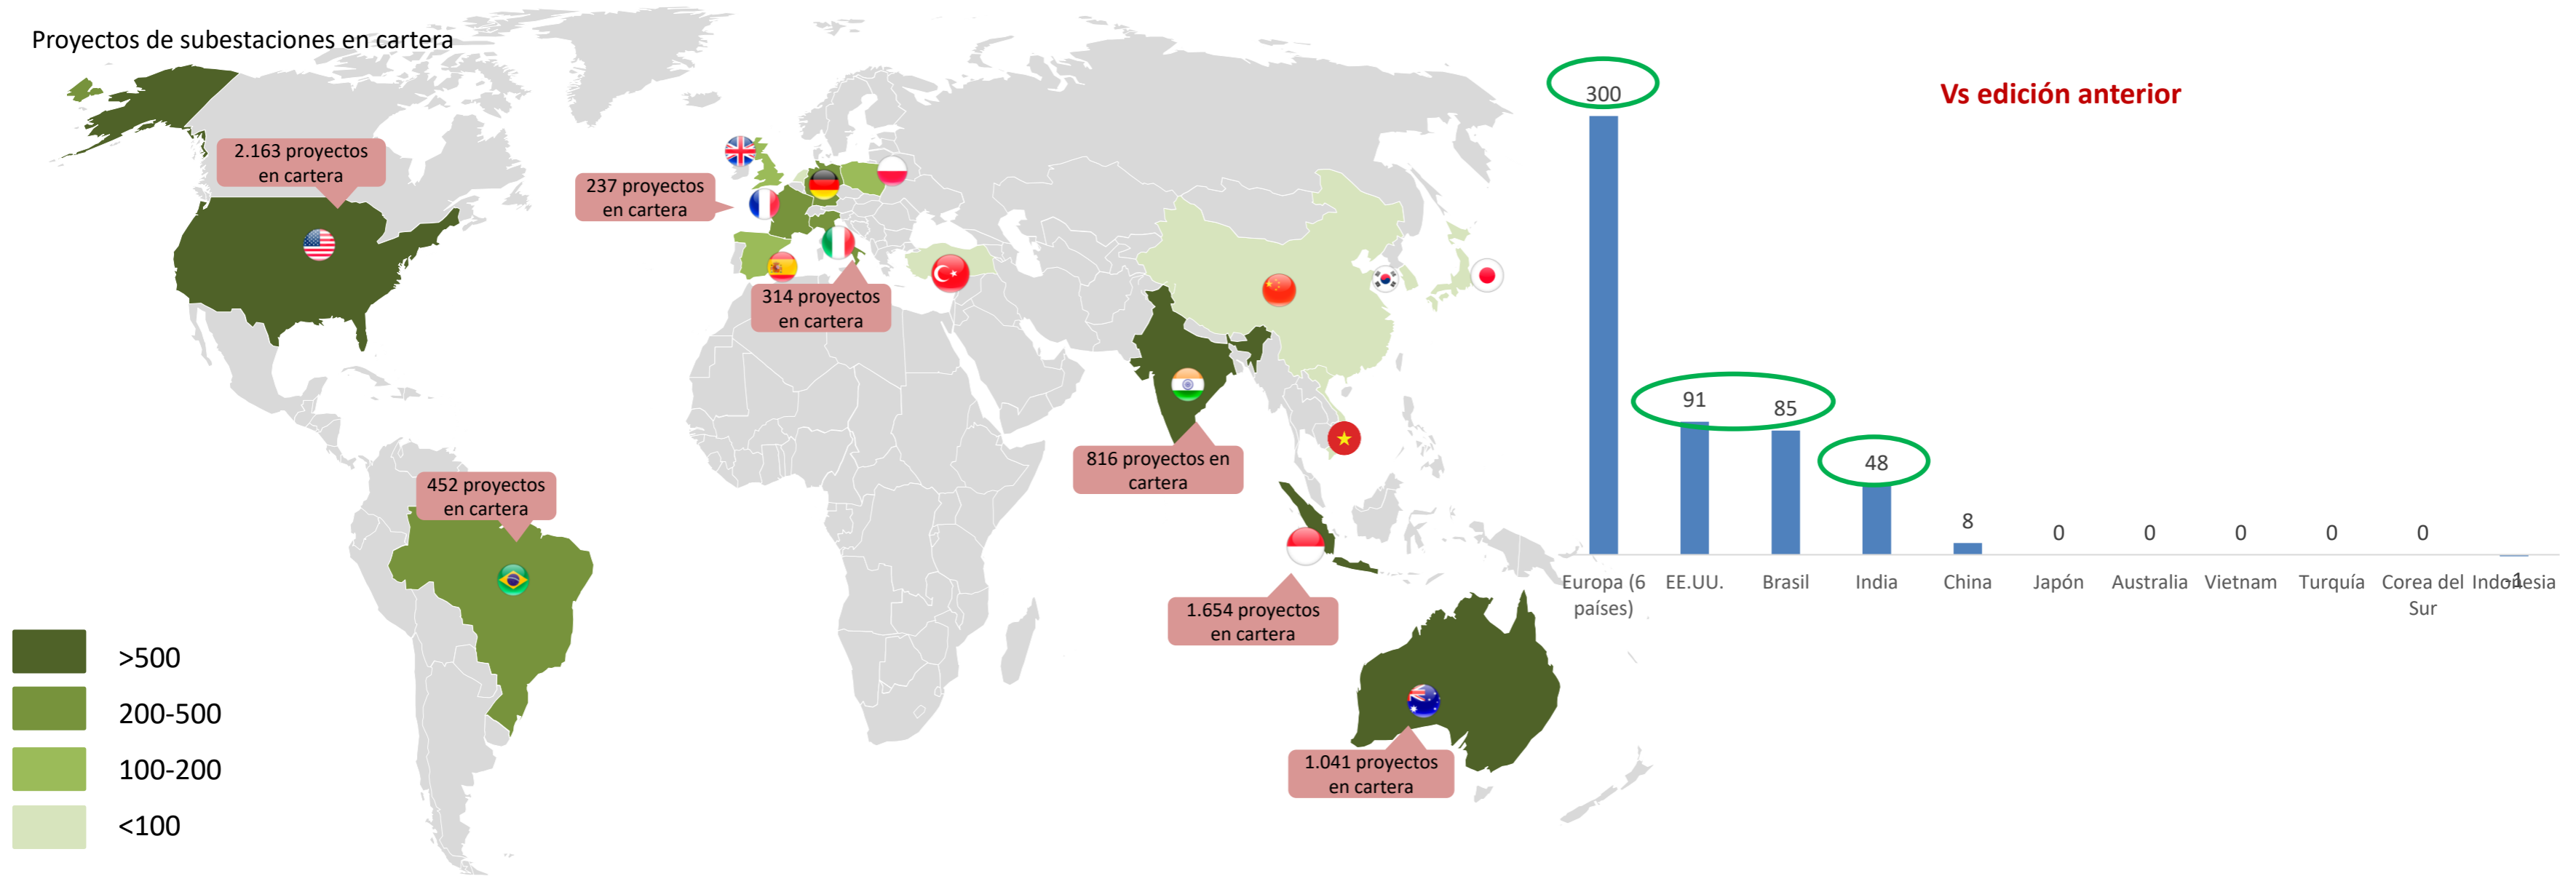 Proyectos de subestaciones en cartera
2.163 proyectos
en cartera
237 proyectos
en cartera
314 proyectos
en cartera
816 proyectos en
cartera
452 proyectos
en cartera
1.654 proyectos
en cartera
1.041 proyectos
en cartera
>500
200-500
100-200
<100
Vs edición anterior
300
91
85
48
8
0
0
0
0
0
-1
Europa (6
países)
EE.UU.
Brasil
India
China
Japón
Australia
Vietnam
Turquía
Corea del
Sur
Indonesia